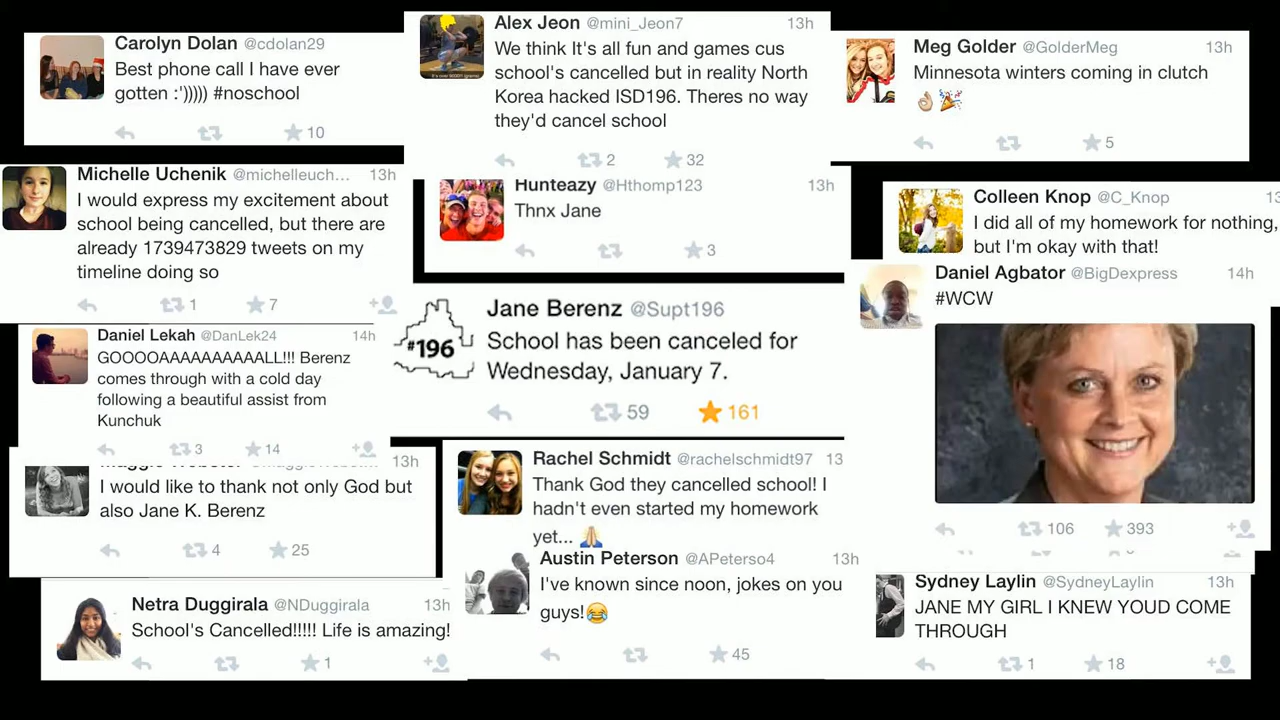 Carolyn Dolan @cdolan29
Best phone call I have ever
gotten :'))))) #noschool
10
Alex Jeon @mini_Jeon7 13h
We think It's all fun and games cus
school's cancelled but in reality North
Korea hacked ISD196. Theres no way
they'd cancel school
2 32
Meg Golder @GolderMeg 13h
Minnesota winters coming in clutch
👌🏼🎉
5
Michelle Uchenik @michelleuch... 13h
I would express my excitement about
school being cancelled, but there are
already 1739473829 tweets on my
timeline doing so
1 7
Hunteazy @Hthomp123 13h
Thnx Jane
3
Colleen Knop @C_Knop 13
I did all of my homework for nothing,
but I'm okay with that!
Daniel Agbator @BigDexpress 14h
#WCW
106 393
Daniel Lekah @DanLek24 14h
GOOOOAAAAAAAAAALL!!! Berenz
comes through with a cold day
following a beautiful assist from
Kunchuk
3 14
#196
Jane Berenz @Supt196
School has been canceled for
Wednesday, January 7.
59 161
13h
I would like to thank not only God but
also Jane K. Berenz
4 25
Rachel Schmidt @rachelschmidt97 13
Thank God they cancelled school! I
hadn't even started my homework
yet... 🙏🏼
Austin Peterson @APeterso4 13h
I've known since noon, jokes on you
guys!😂
45
Netra Duggirala @NDuggirala 13h
School's Cancelled!!!!! Life is amazing!
1
Sydney Laylin @SydneyLaylin 13h
JANE MY GIRL I KNEW YOUD COME
THROUGH
1 18